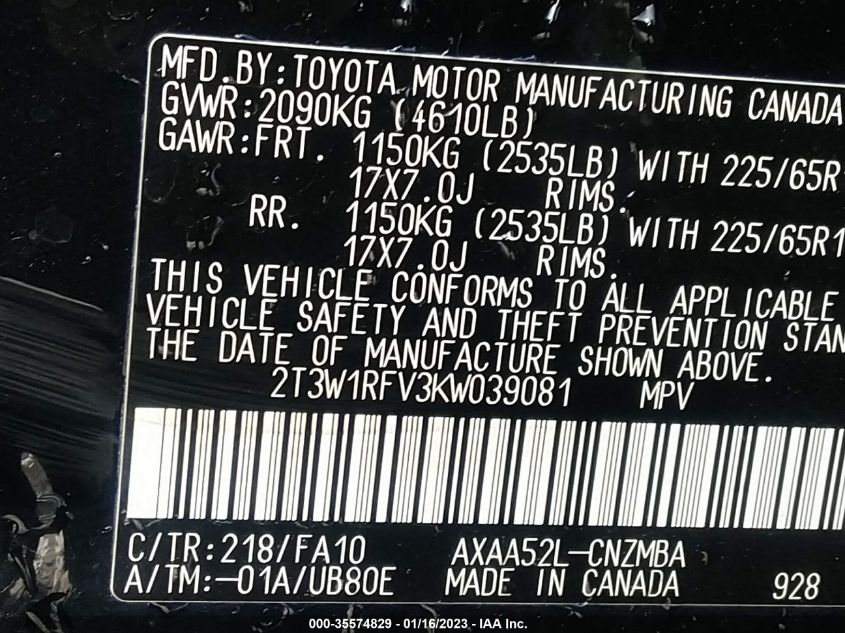 MFD.BY:TOYOTA MOTOR MANUFACTURING CANADA
GVWR:2090KG (4610LB)
GAWR:FRT. 1150KG (2535LB) WITH 225/65R
17X7.0J RIMS.
RR. 1150KG (2535LB) WITH 225/65R1
17X7.0J RIMS.
THIS VEHICLE CONFORMS TO ALL APPLICABLE
VEHICLE SAFETY AND THEFT PREVENTION STAN
THE DATE OF MANUFACTURE SHOWN ABOVE.
2T3W1RFV3KW039081 MPV
C/TR:218/FA10 AXAA52L-CNZMBA
A/TM:-01A/UB80E MADE IN CANADA 928
000-35574829 - 01/16/2023 - IAA Inc.